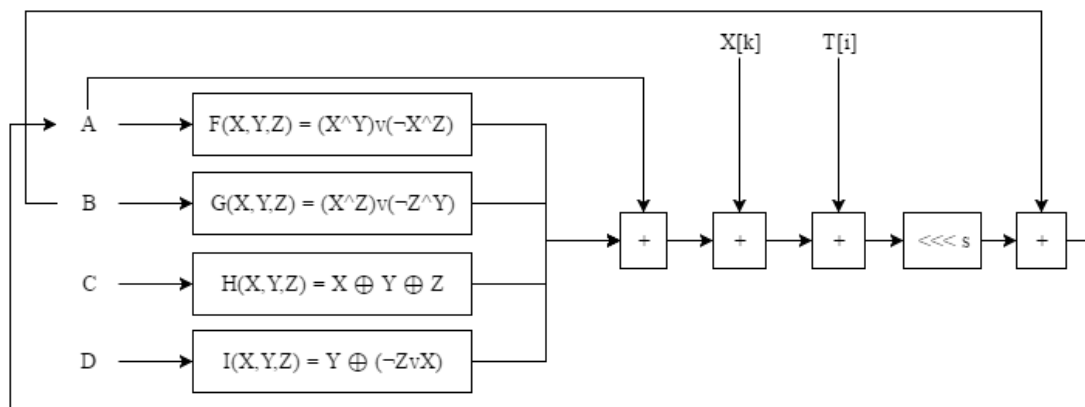 X[k]
T[i]
A
F(X,Y,Z) = (X^Y)v(¬X^Z)
B
G(X,Y,Z) = (X^Z)v(¬Z^Y)
+
+
+
<<< s
+
C
H(X,Y,Z) = X ⊕ Y ⊕ Z
D
I(X,Y,Z) = Y ⊕ (¬ZvX)